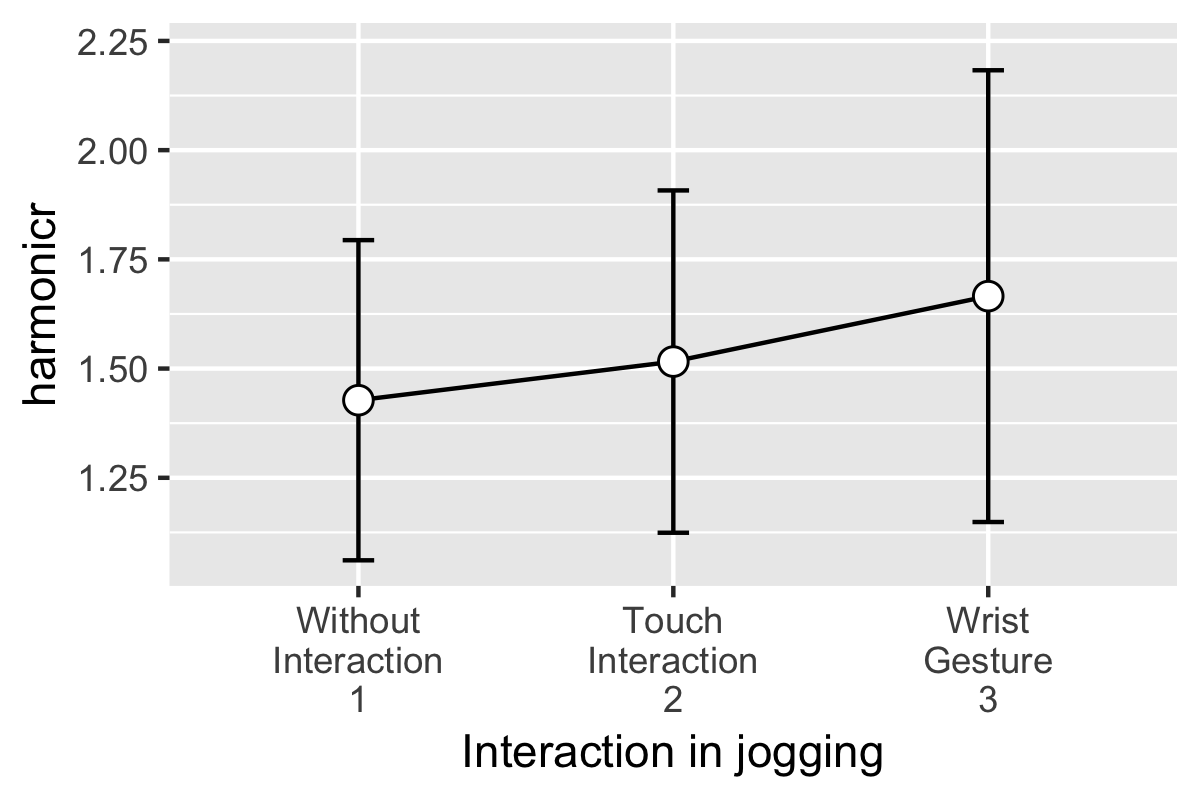 2.25
2.00
1.75
1.50
1.25
harmonicr
Without
Interaction
1
Touch
Interaction
2
Wrist
Gesture
3
Interaction in jogging